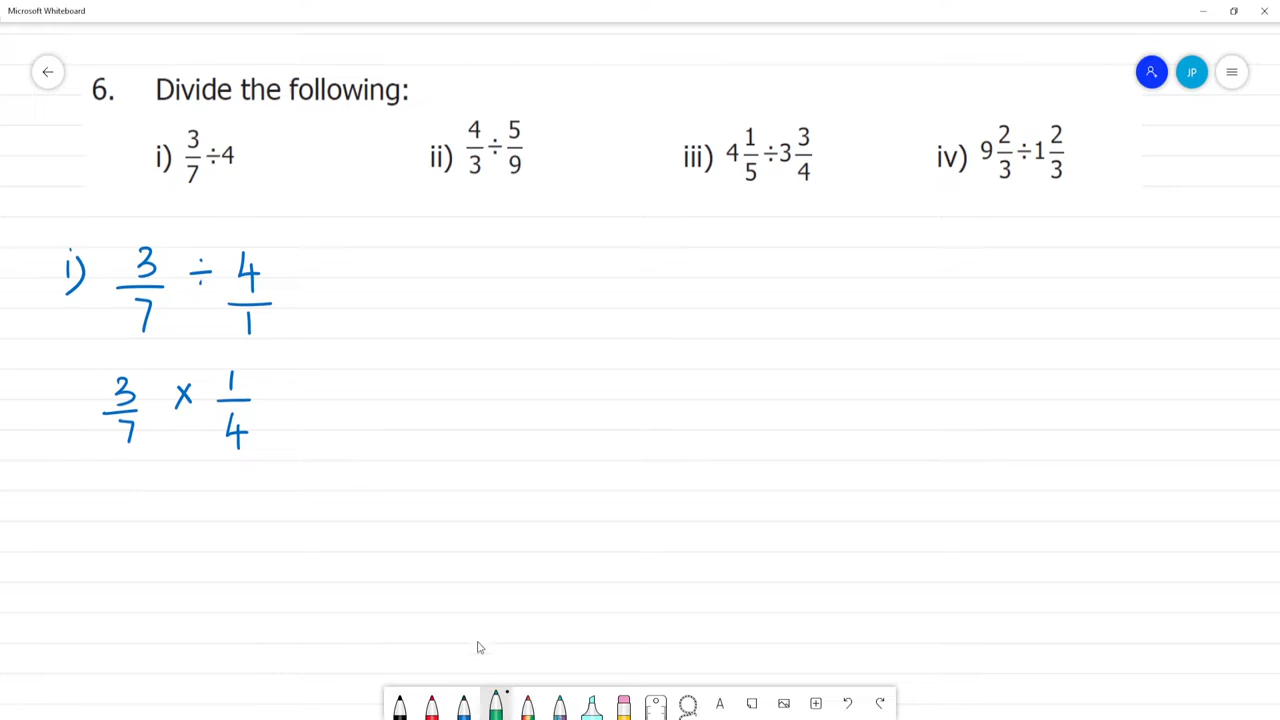 Microsoft Whiteboard
JP
6. Divide the following:
i) 3/7 ÷4 ii) 4/3 ÷ 5/9 iii) 4 1/5 ÷3 3/4 iv) 9 2/3 ÷1 2/3
i) 3/7 ÷ 4/1
3/7 x 1/4
A